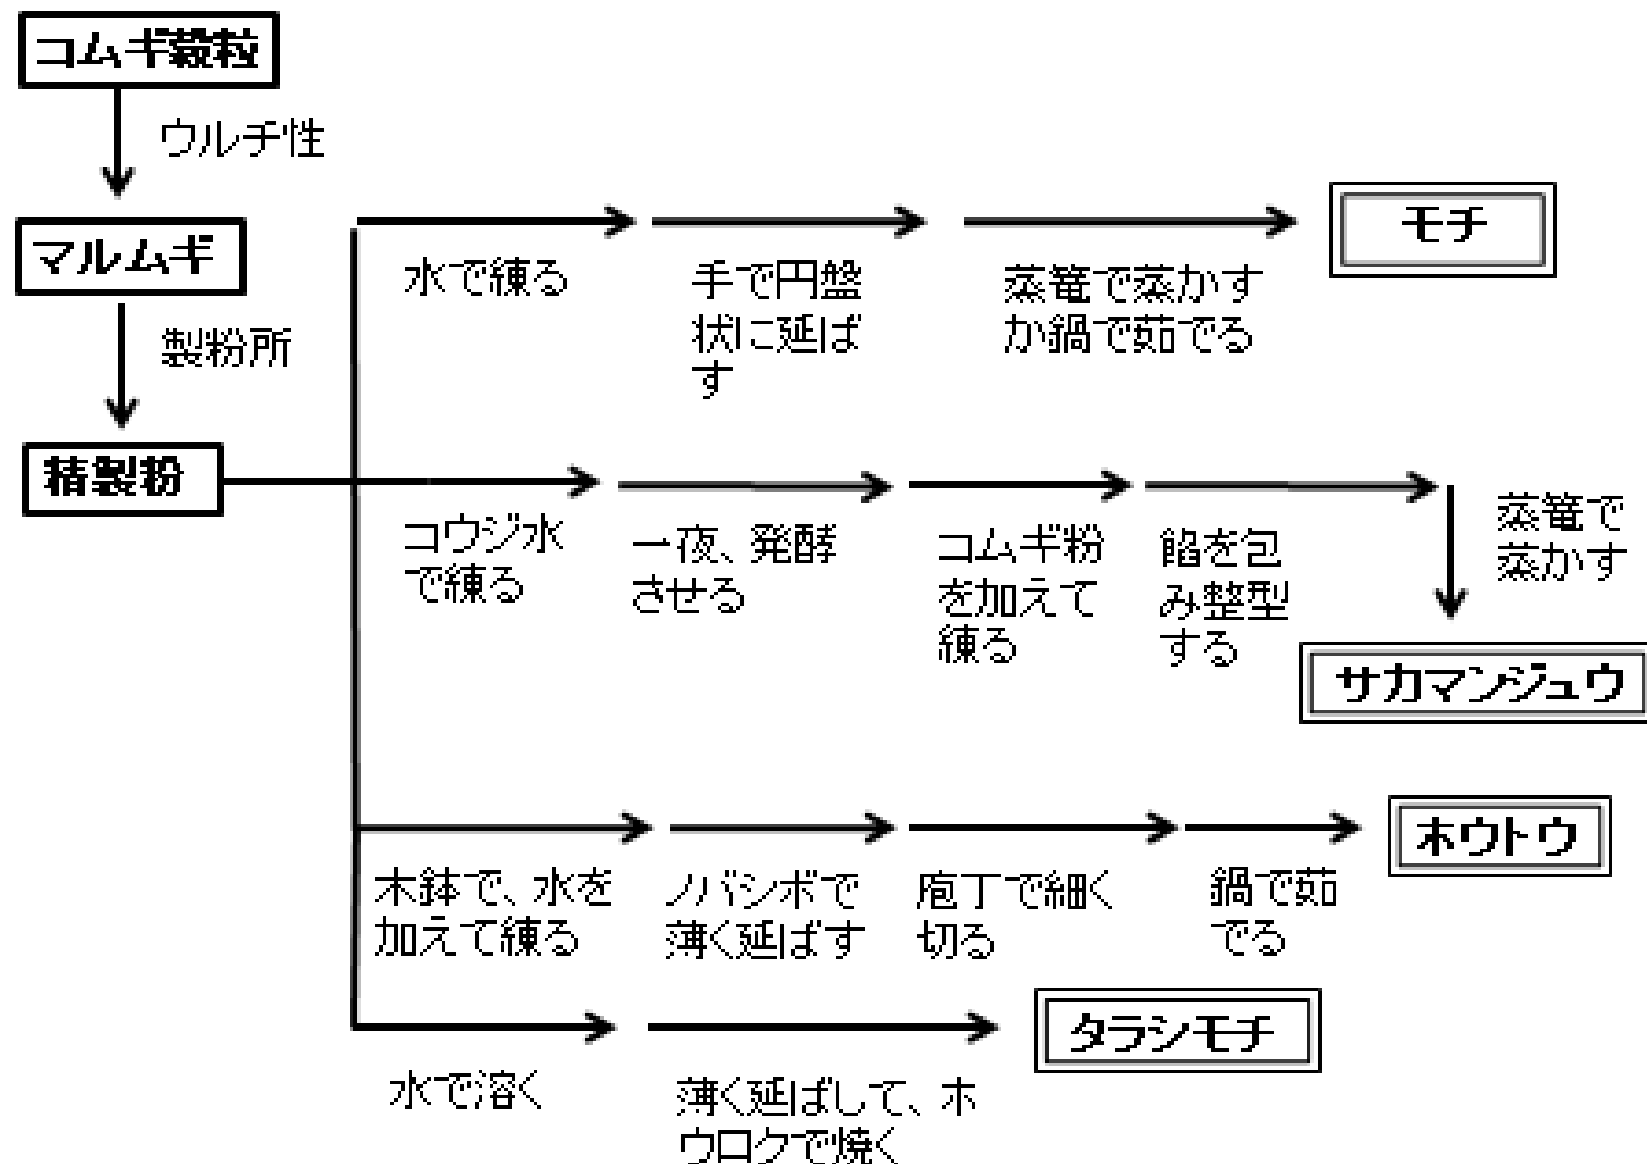 コムギ穀粒
ウルチ性
マルムギ
製粉所
精製粉
水で練る
手で円盤
状に延ば
す
蒸篭で蒸かす
か鍋で茹でる
モチ
コウジ水
で練る
一夜、発酵
させる
コムギ粉
を加えて
練る
餡を包
み整型
する
蒸篭で
蒸かす
サカマンジュウ
木鉢で、水を
加えて練る
ノバシボで
薄く延ばす
庖丁で細く
切る
鍋で茹
でる
ホウトウ
水で溶く
薄く延ばして、ホ
ウロクで焼く
タラシモチ